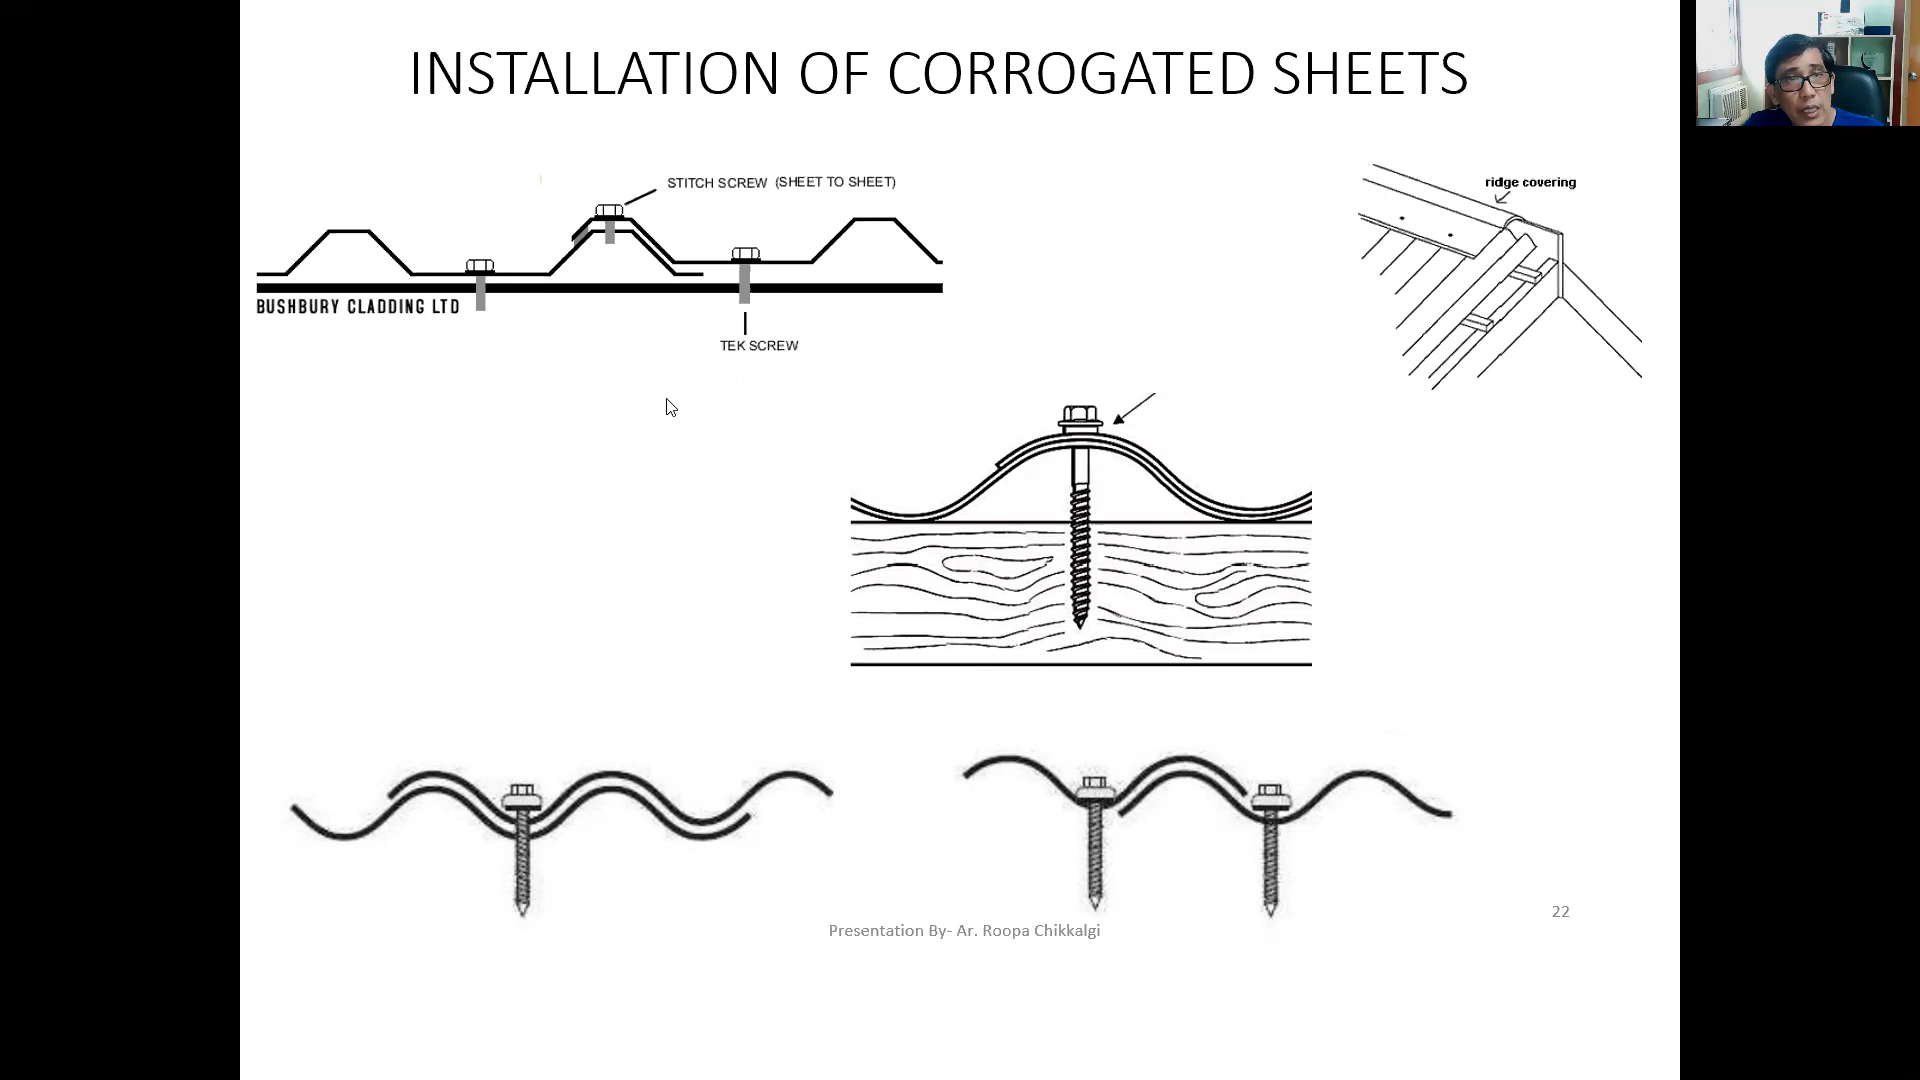 INSTALLATION OF CORROGATED SHEETS
STITCH SCREW (SHEET TO SHEET)
BUSHBURY CLADDING LTD
TEK SCREW
ridge covering
22
Presentation By- Ar. Roopa Chikkalgi